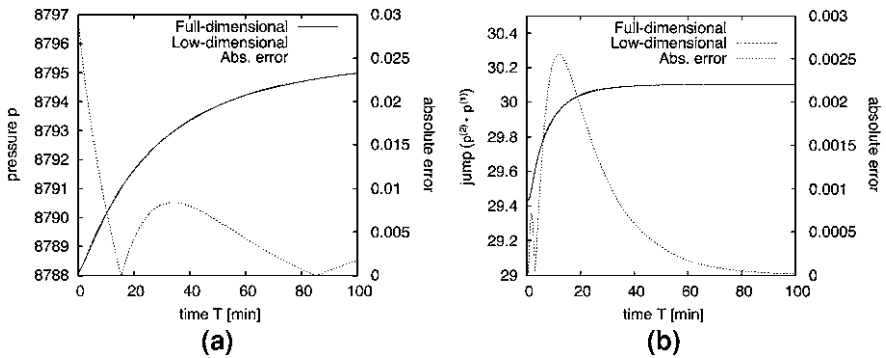 8797
8796
8795
8794
8793
8792
8791
8790
8789
8788
pressure p
Full-dimensional
Low-dimensional
Abs. error
0.03
0.025
0.02
0.015
0.01
0.005
0
absolute error
0 20 40 60 80 100
time T [min]
(a)
30.4
30.2
30
29.8
29.6
29.4
29.2
29
jump
Full-dimensional
Low-dimensional
Abs. error
0.003
0.0025
0.002
0.0015
0.001
0.0005
0
absolute error
0 20 40 60 80 100
time T [min]
(b)